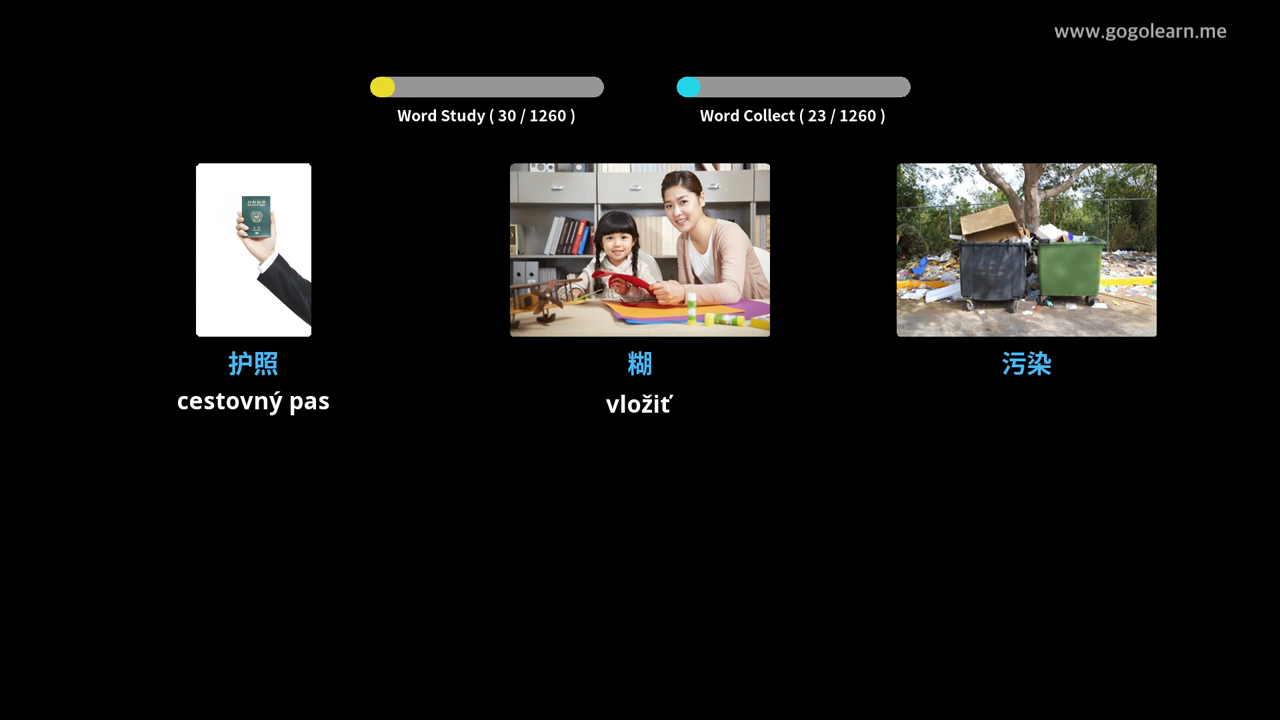 www.gogolearn.me
Word Study ( 30 / 1260 )
Word Collect ( 23 / 1260 )
护照
糊
污染
cestovný pas
vložiť